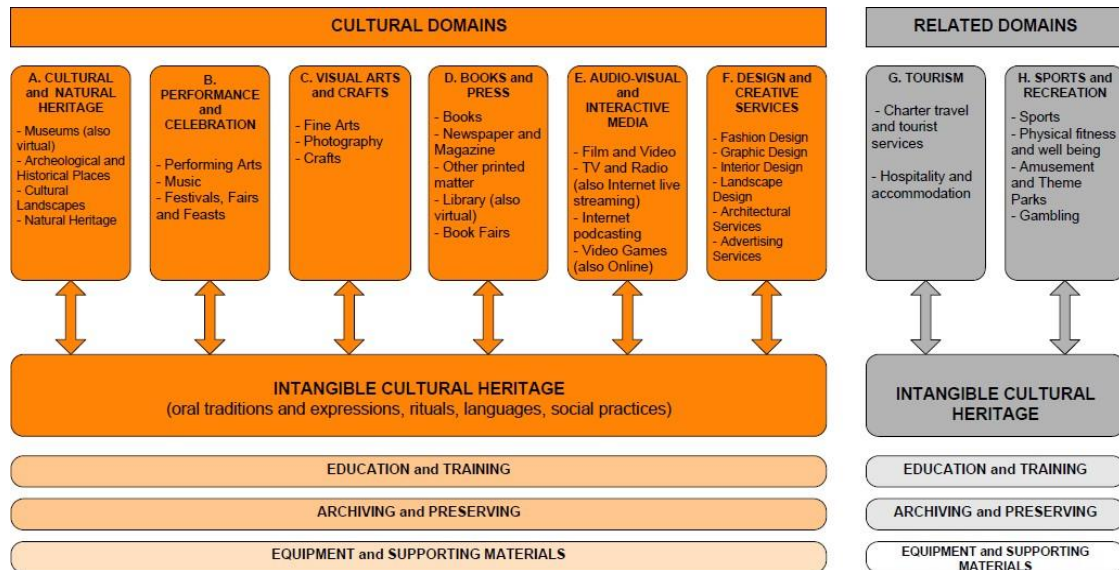 CULTURAL DOMAINS
RELATED DOMAINS
A. CULTURAL
and NATURAL
HERITAGE
- Museums (also
virtual)
- Archeological and
Historical Places
- Cultural
Landscapes
- Natural Heritage
B.
PERFORMANCE
and
CELEBRATION
- Performing Arts
- Music
- Festivals, Fairs
and Feasts
C. VISUAL ARTS
and CRAFTS
- Fine Arts
- Photography
- Crafts
D. BOOKS and
PRESS
- Books
- Newspaper and
Magazine
- Other printed
matter
- Library (also
virtual)
- Book Fairs
E. AUDIO-VISUAL
and
INTERACTIVE
MEDIA
- Film and Video
- TV and Radio
(also Internet live
streaming)
- Internet
podcasting
- Video Games
(also Online)
F. DESIGN and
CREATIVE
SERVICES
- Fashion Design
- Graphic Design
- Interior Design
- Landscape
Design
- Architectural
Services
- Advertising
Services
G. TOURISM
- Charter travel
and tourist
services
- Hospitality and
accommodation
H. SPORTS and
RECREATION
- Sports
- Physical fitness
and well being
- Amusement
and Theme
Parks
- Gambling
INTANGIBLE CULTURAL HERITAGE
(oral traditions and expressions, rituals, languages, social practices)
INTANGIBLE CULTURAL
HERITAGE
EDUCATION and TRAINING
EDUCATION and TRAINING
ARCHIVING and PRESERVING
ARCHIVING and PRESERVING
EQUIPMENT and SUPPORTING MATERIALS
EQUIPMENT and SUPPORTING
MATERIALS